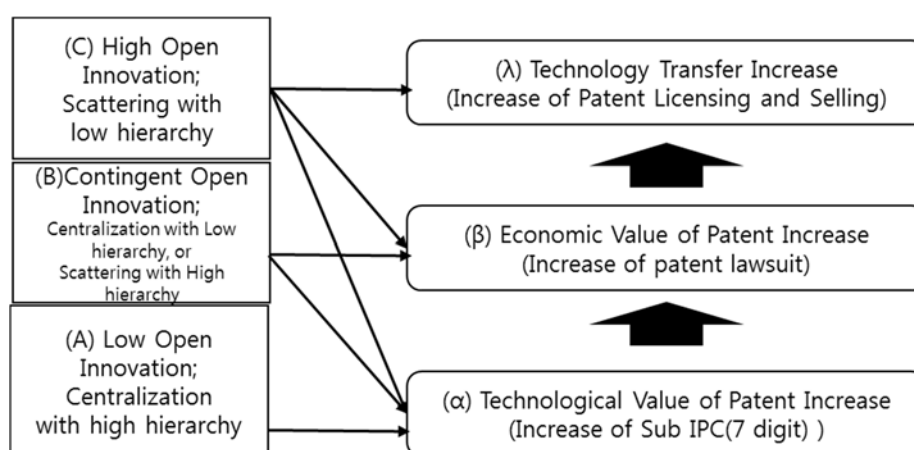 (C) High Open
Innovation;
Scattering with
low hierarchy
(B)Contingent Open
Innovation;
Centralization with Low
hierarchy, or
Scattering with High
hierarchy
(A) Low Open
Innovation;
Centralization
with high hierarchy
(λ) Technology Transfer Increase
(Increase of Patent Licensing and Selling)
(β) Economic Value of Patent Increase
(Increase of patent lawsuit)
(α) Technological Value of Patent Increase
(Increase of Sub IPC(7 digit) )